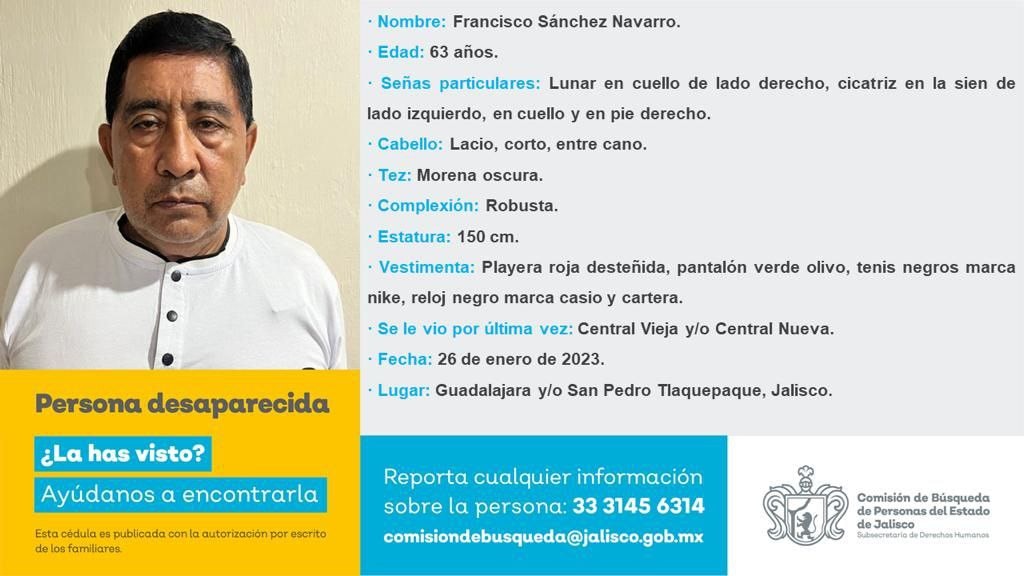 · Nombre: Francisco Sánchez Navarro.
· Edad: 63 años.
· Señas particulares: Lunar en cuello de lado derecho, cicatriz en la sien de
lado izquierdo, en cuello y en pie derecho.
· Cabello: Lacio, corto, entre cano.
· Tez: Morena oscura.
· Complexión: Robusta.
· Estatura: 150 cm.
· Vestimenta: Playera roja desteñida, pantalón verde olivo, tenis negros marca
nike, reloj negro marca casio y cartera.
· Se le vio por última vez: Central Vieja y/o Central Nueva.
· Fecha: 26 de enero de 2023.
· Lugar: Guadalajara y/o San Pedro Tlaquepaque, Jalisco.
Persona desaparecida
¿La has visto?
Ayúdanos a encontrarla
Esta cédula es publicada con la autorización por escrito
de los familiares.
Reporta cualquier información
sobre la persona: 33 3145 6314
comisiondebusqueda@jalisco.gob.mx
Comisión de Búsqueda
de Personas del Estado
de Jalisco
Subsecretaría de Derechos Humanos